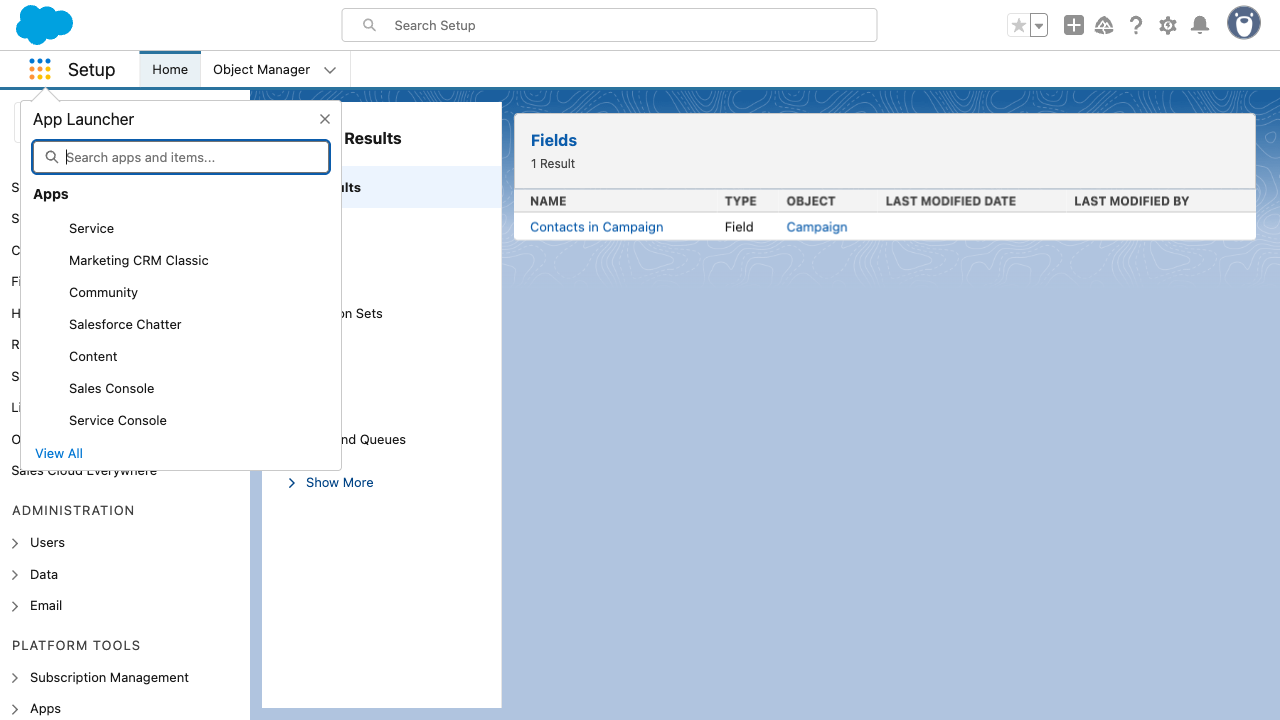 Search Setup
Setup
Home
Object Manager
App Launcher
Search apps and items...
Apps
Service
Marketing CRM Classic
Community
Salesforce Chatter
Content
Sales Console
Service Console
View All
S
S
C
Fi
H
R
S
Li
O
Sales Cloud Everywhere
ADMINISTRATION
Users
Data
Email
PLATFORM TOOLS
Subscription Management
Apps
Results
ults
on Sets
nd Queues
Show More
Fields
1 Result
NAME TYPE OBJECT LAST MODIFIED DATE LAST MODIFIED BY
Contacts in Campaign Field Campaign